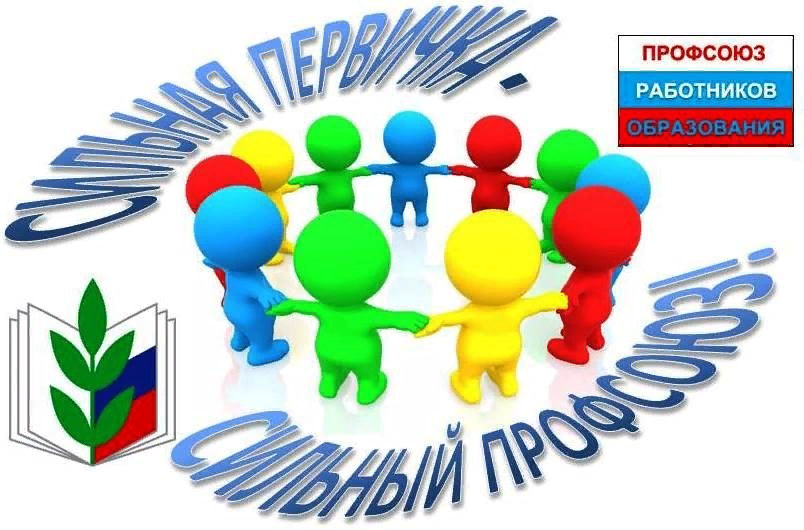 СИЛЬНАЯ ПЕРВИЧКА.
ПРОФСОЮЗ
РАБОТНИКОВ
ОБРАЗОВАНИЯ
СИЛЬНЫЙ ПРОФСОЮЗ!